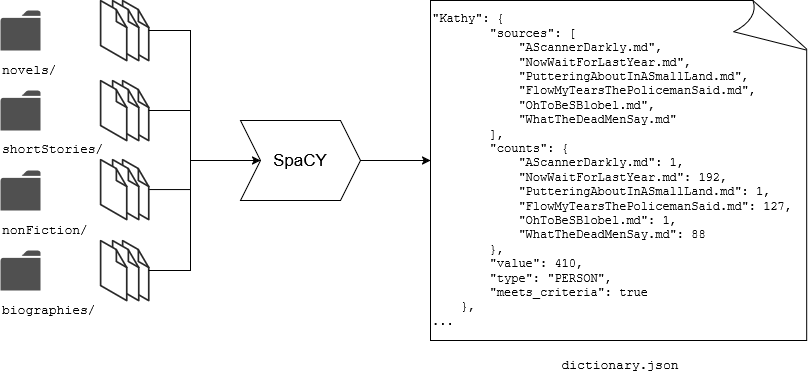 novels/
shortStories/
nonFiction/
biographies/
SpaCY
"Kathy": {
"sources": [
"AScannerDarkly.md",
"NowWaitForLastYear.md",
"PutteringAboutInASmallLand.md",
"FlowMyTearsThePolicemanSaid.md",
"OhToBeSBlobel.md",
"WhatTheDeadMenSay.md"
],
"counts": {
"AScannerDarkly.md": 1,
"NowWaitForLastYear.md": 192,
"PutteringAboutInASmallLand.md": 1,
"FlowMyTearsThePolicemanSaid.md": 127,
"OhToBeSBlobel.md": 1,
"WhatTheDeadMenSay.md": 88
},
"value": 410,
"type": "PERSON",
"meets_criteria": true
},
...
dictionary.json